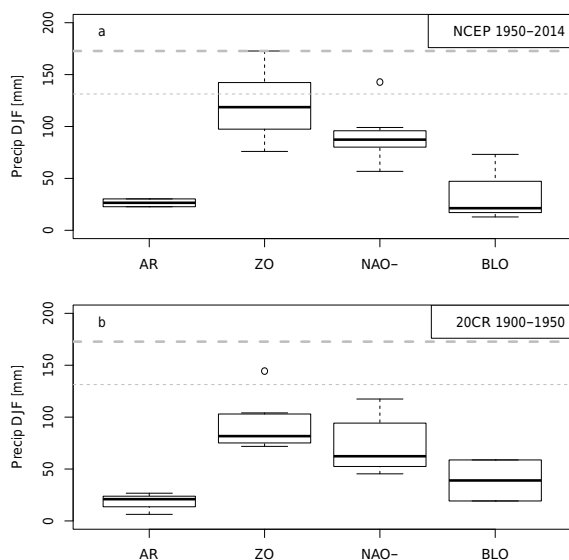 a
NCEP 1950–2014
Precip DJF [mm]
200
150
100
50
0
AR ZO NAO− BLO
b
20CR 1900–1950
Precip DJF [mm]
200
150
100
50
0
AR ZO NAO− BLO